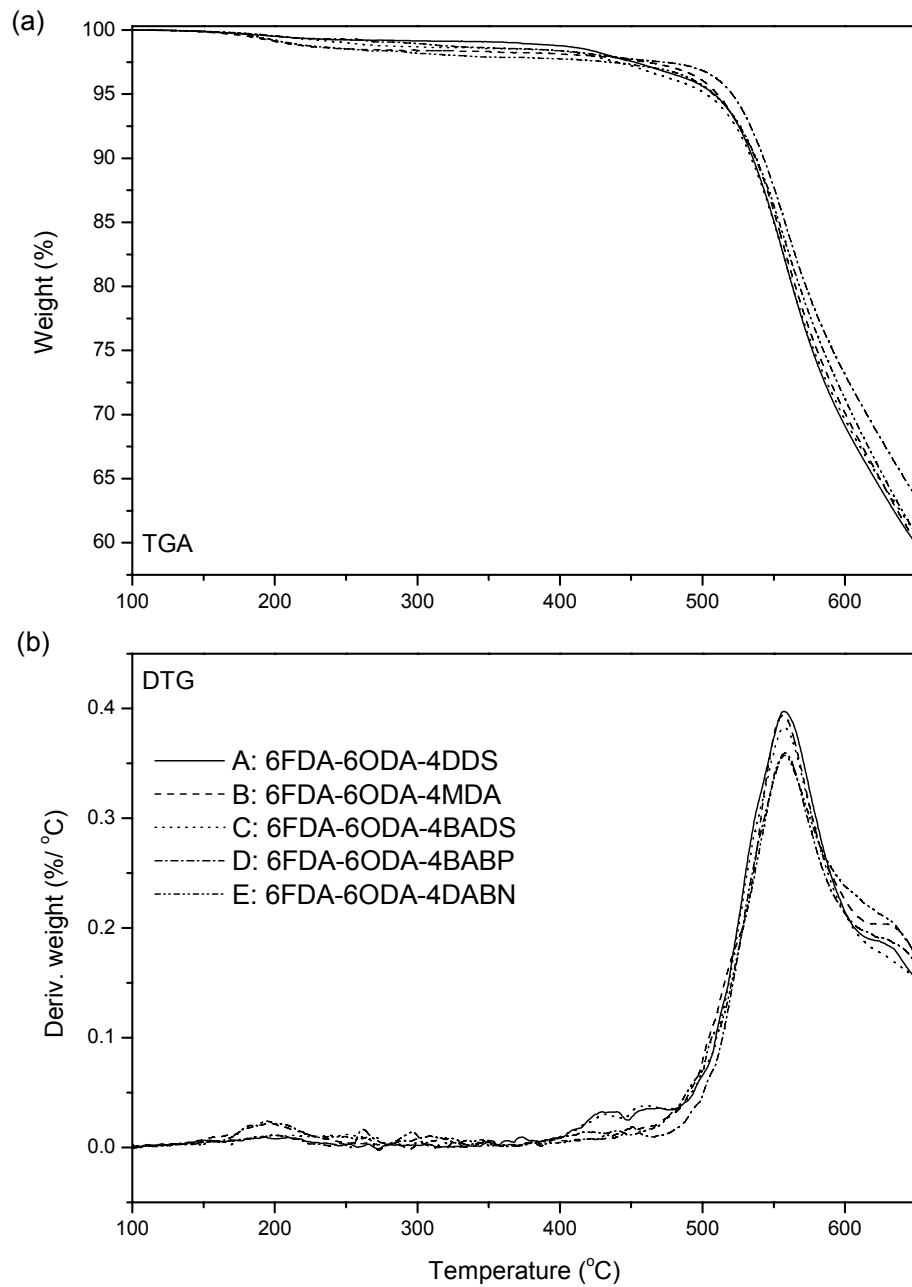 (a)
100
95
90
85
80
75
70
65
60
Weight (%)
TGA
100 200 300 400 500 600
(b)
DTG
0.4
0.3
0.2
0.1
0.0
Deriv. weight (%/ °C)
A: 6FDA-6ODA-4DDS
B: 6FDA-6ODA-4MDA
C: 6FDA-6ODA-4BADS
D: 6FDA-6ODA-4BABP
E: 6FDA-6ODA-4DABN
100 200 300 400 500 600
Temperature (°C)